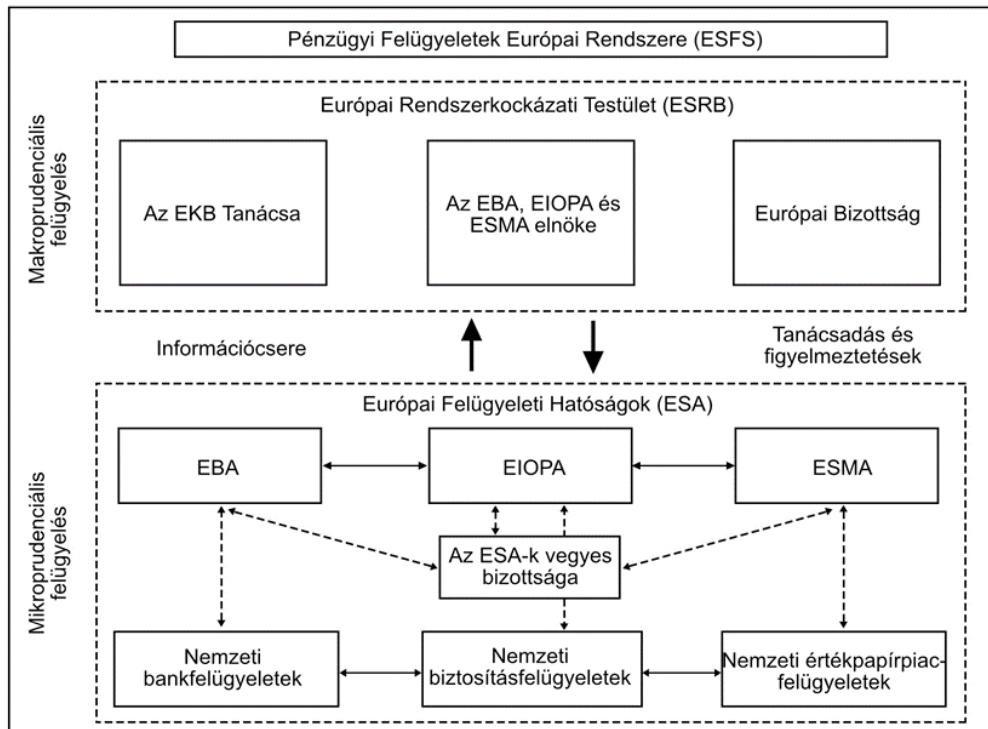 Pénzügyi Felügyeletek Európai Rendszere (ESFS)
Makroprudenciális
felügyelés
Európai Rendszerkockázati Testület (ESRB)
Az EKB Tanácsa
Az EBA, EIOPA és
ESMA elnöke
Európai Bizottság
Információcsere
Tanácsadás és
figyelmeztetések
Mikroprudenciális
felügyelés
Európai Felügyeleti Hatóságok (ESA)
EBA
EIOPA
ESMA
Az ESA-k vegyes
bizottsága
Nemzeti
bankfelügyeletek
Nemzeti
biztosításfelügyeletek
Nemzeti értékpapírpiac-
felügyeletek